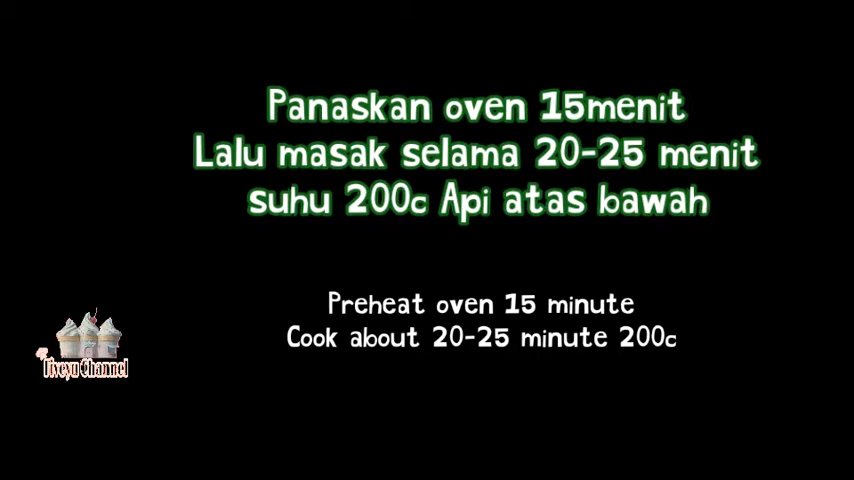 Panaskan oven 15menit
Lalu masak selama 20-25 menit
suhu 200c Api atas bawah
Preheat oven 15 minute
Cook about 20-25 minute 200c
Channel